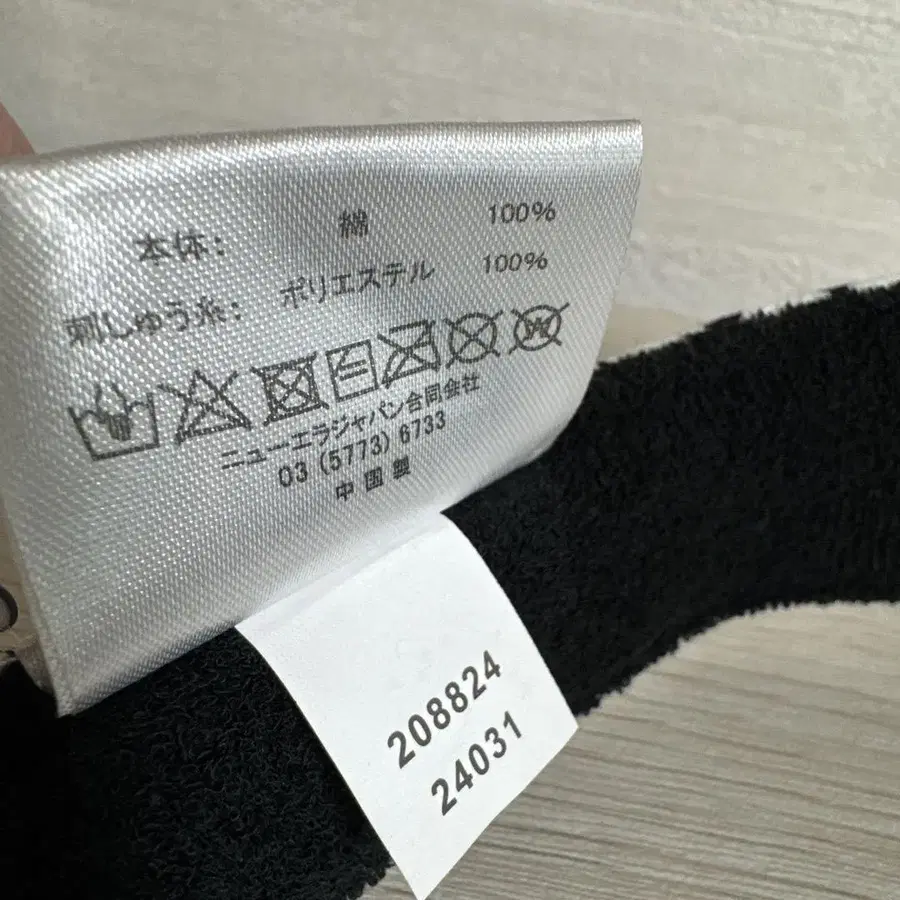 本体: 綿 100%
刺しゅう糸: ポリエステル 100%
ニューエラジャパン合同会社
03 (5773) 6733
中国製
208824
24031